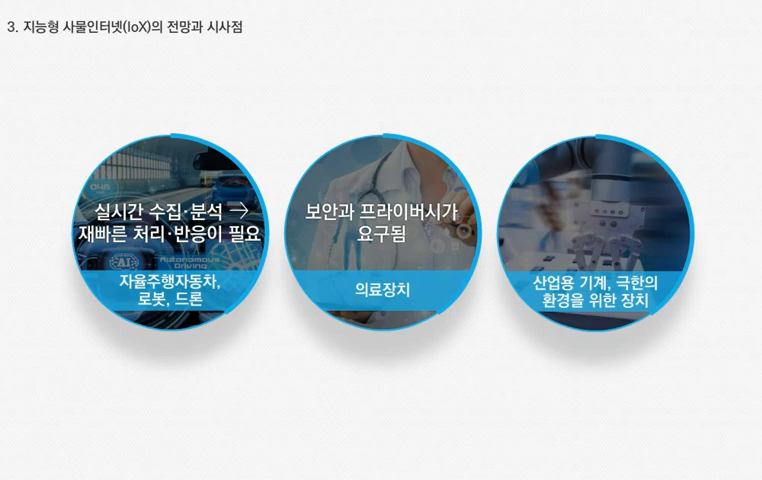 3. 지능형 사물인터넷(IoX)의 전망과 시사점
실시간 수집·분석 →
재빠른 처리·반응이 필요
AI
Autonomous
Driving
자율주행자동차,
로봇, 드론
보안과 프라이버시가
요구됨
의료장치
산업용 기계, 극한의
환경을 위한 장치